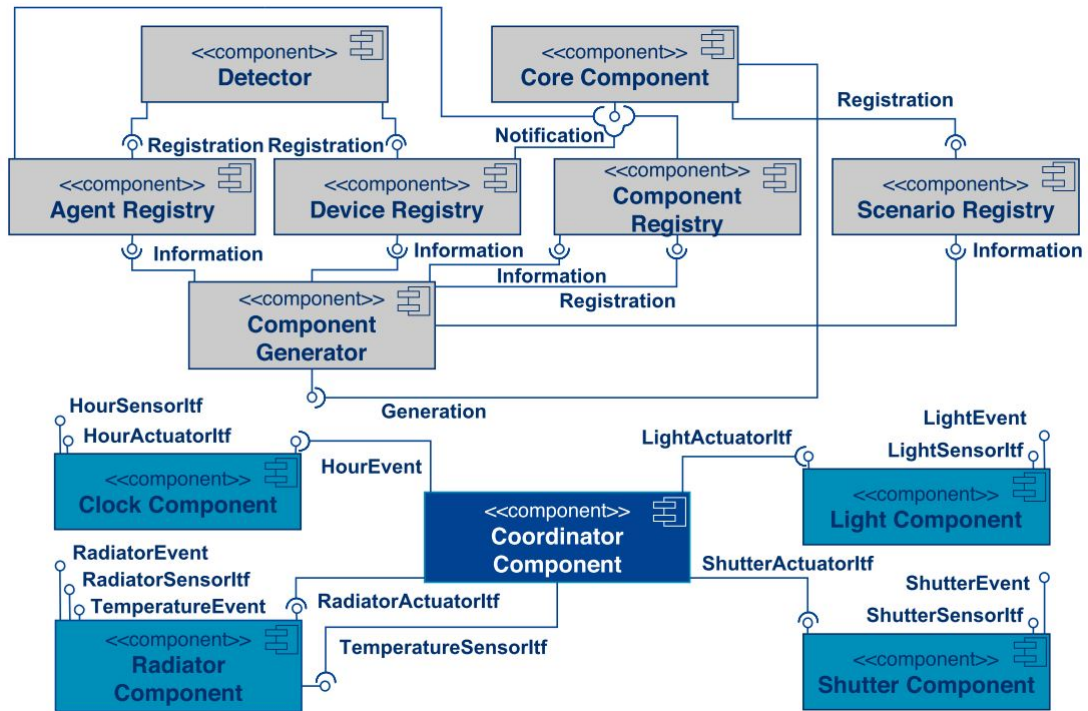 <<component>>
Detector
<<component>>
Core Component
Registration
Registration
Registration
Notification
<<component>>
Agent Registry
<<component>>
Device Registry
<<component>>
Component
Registry
<<component>>
Scenario Registry
Information
Information
Information
Information
Registration
<<component>>
Component
Generator
Generation
HourSensorItf
HourActuatorItf
HourEvent
LightActuatorItf
LightEvent
LightSensorItf
<<component>>
Clock Component
<<component>>
Coordinator
Component
<<component>>
Light Component
RadiatorEvent
RadiatorSensorItf
TemperatureEvent
RadiatorActuatorItf
TemperatureSensorItf
ShutterActuatorItf
ShutterEvent
ShutterSensorItf
<<component>>
Radiator
Component
<<component>>
Shutter Component